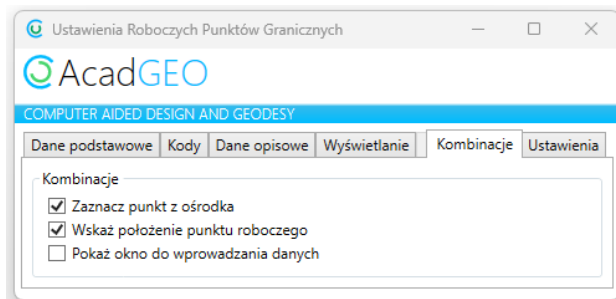 Ustawienia Roboczych Punktów Granicznych
AcadGEO
COMPUTER AIDED DESIGN AND GEODESY
Dane podstawowe Kody Dane opisowe Wyświetlanie Kombinacje Ustawienia
Kombinacje
Zaznacz punkt z ośrodka
Wskaż położenie punktu roboczego
Pokaż okno do wprowadzania danych